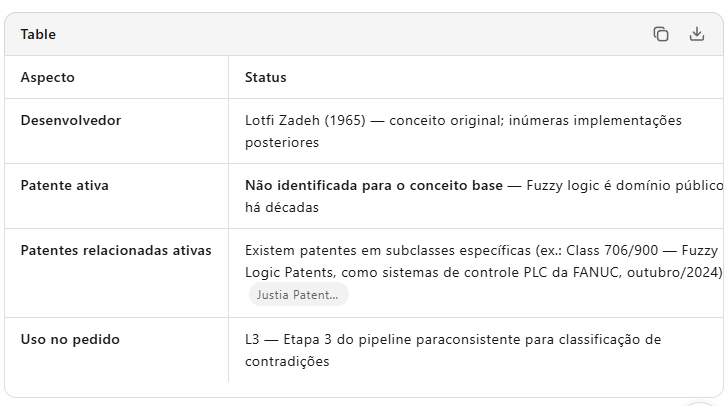 Table
Aspecto
Status
Desenvolvedor
Lotfi Zadeh (1965) — conceito original; inúmeras implementações
posteriores
Patente ativa
Não identificada para o conceito base — Fuzzy logic é domínio público
há décadas
Patentes relacionadas ativas
Existem patentes em subclasses específicas (ex.: Class 706/900 — Fuzzy
Logic Patents, como sistemas de controle PLC da FANUC, outubro/2024)
Justia Patent...
Uso no pedido
L3 — Etapa 3 do pipeline paraconsistente para classificação de
contradições